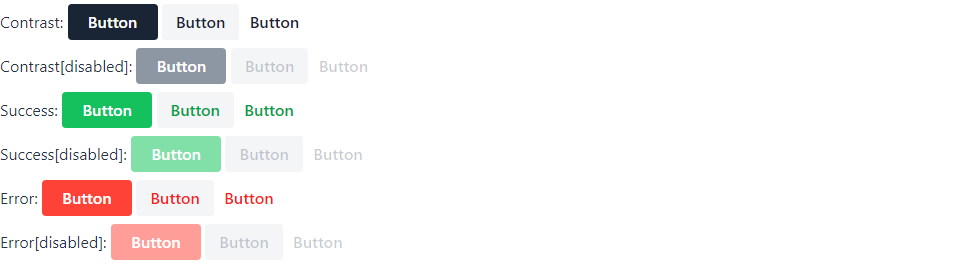 Contrast: Button Button Button
Contrast[disabled]: Button Button Button
Success: Button Button Button
Success[disabled]: Button Button Button
Error: Button Button Button
Error[disabled]: Button Button Button